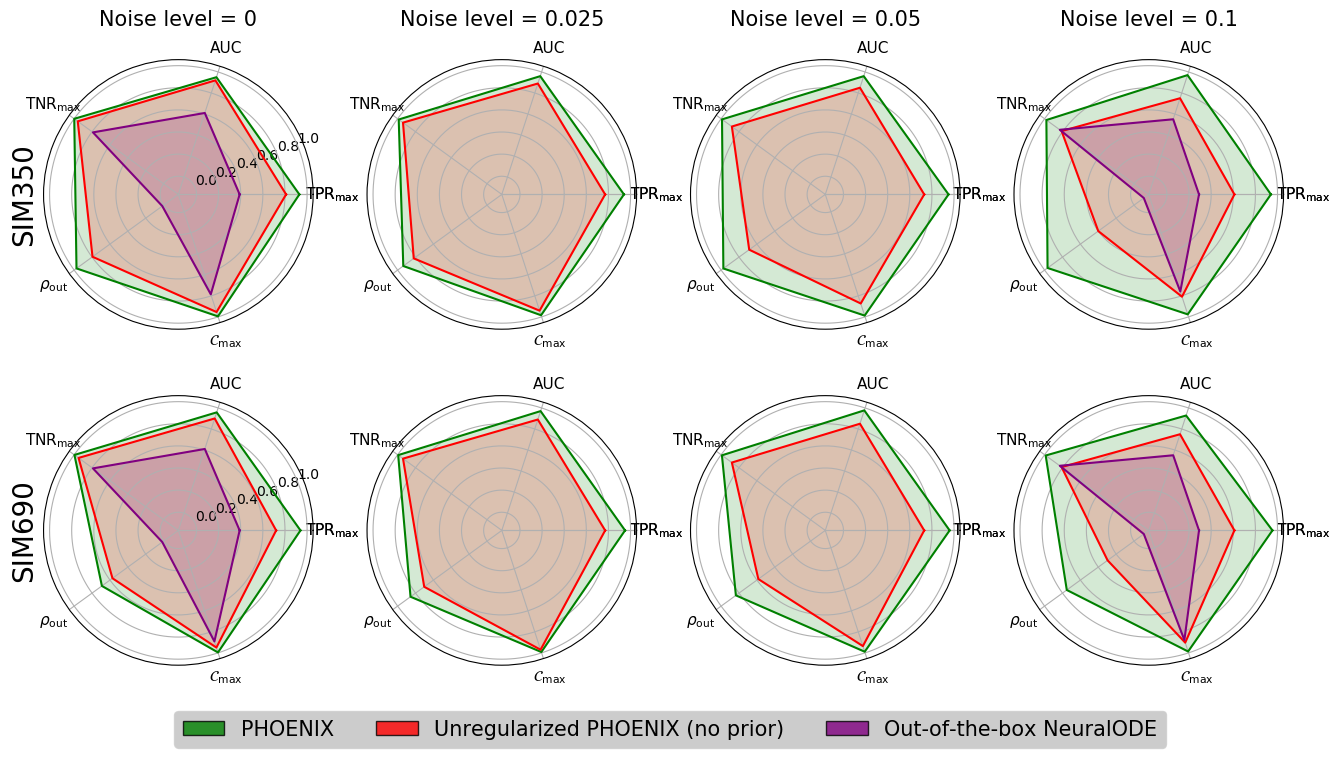 Noise level = 0
Noise level = 0.025
Noise level = 0.05
Noise level = 0.1
SIM350
AUC
TNRmax
ρout
𝒞max
TPRmax
0.0
0.2
0.4
0.6
0.8
1.0
AUC
TNRmax
ρout
𝒞max
TPRmax
AUC
TNRmax
ρout
𝒞max
TPRmax
AUC
TNRmax
ρout
𝒞max
TPRmax
SIM690
AUC
TNRmax
ρout
𝒞max
TPRmax
0.0
0.2
0.4
0.6
0.8
1.0
AUC
TNRmax
ρout
𝒞max
TPRmax
AUC
TNRmax
ρout
𝒞max
TPRmax
AUC
TNRmax
ρout
𝒞max
TPRmax
PHOENIX
Unregularized PHOENIX (no prior)
Out-of-the-box NeuralODE